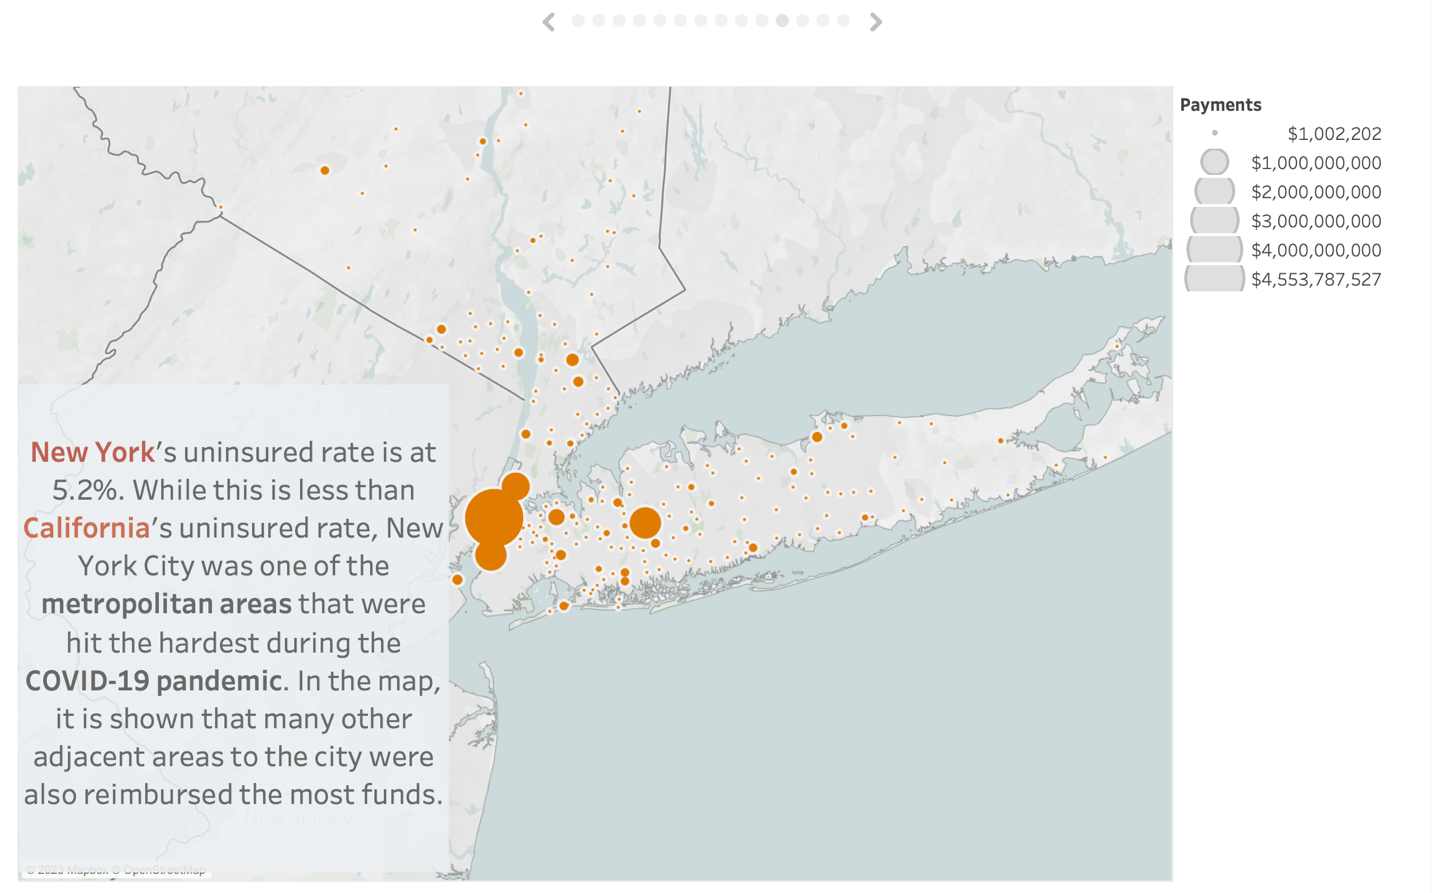 Payments
$1,002,202
$1,000,000,000
$2,000,000,000
$3,000,000,000
$4,000,000,000
$4,553,787,527
New York’s uninsured rate is at
5.2%. While this is less than
California’s uninsured rate, New
York City was one of the
metropolitan areas that were
hit the hardest during the
COVID-19 pandemic. In the map,
it is shown that many other
adjacent areas to the city were
also reimbursed the most funds.
New Jersey
© 2023 Mapbox © OpenStreetMap